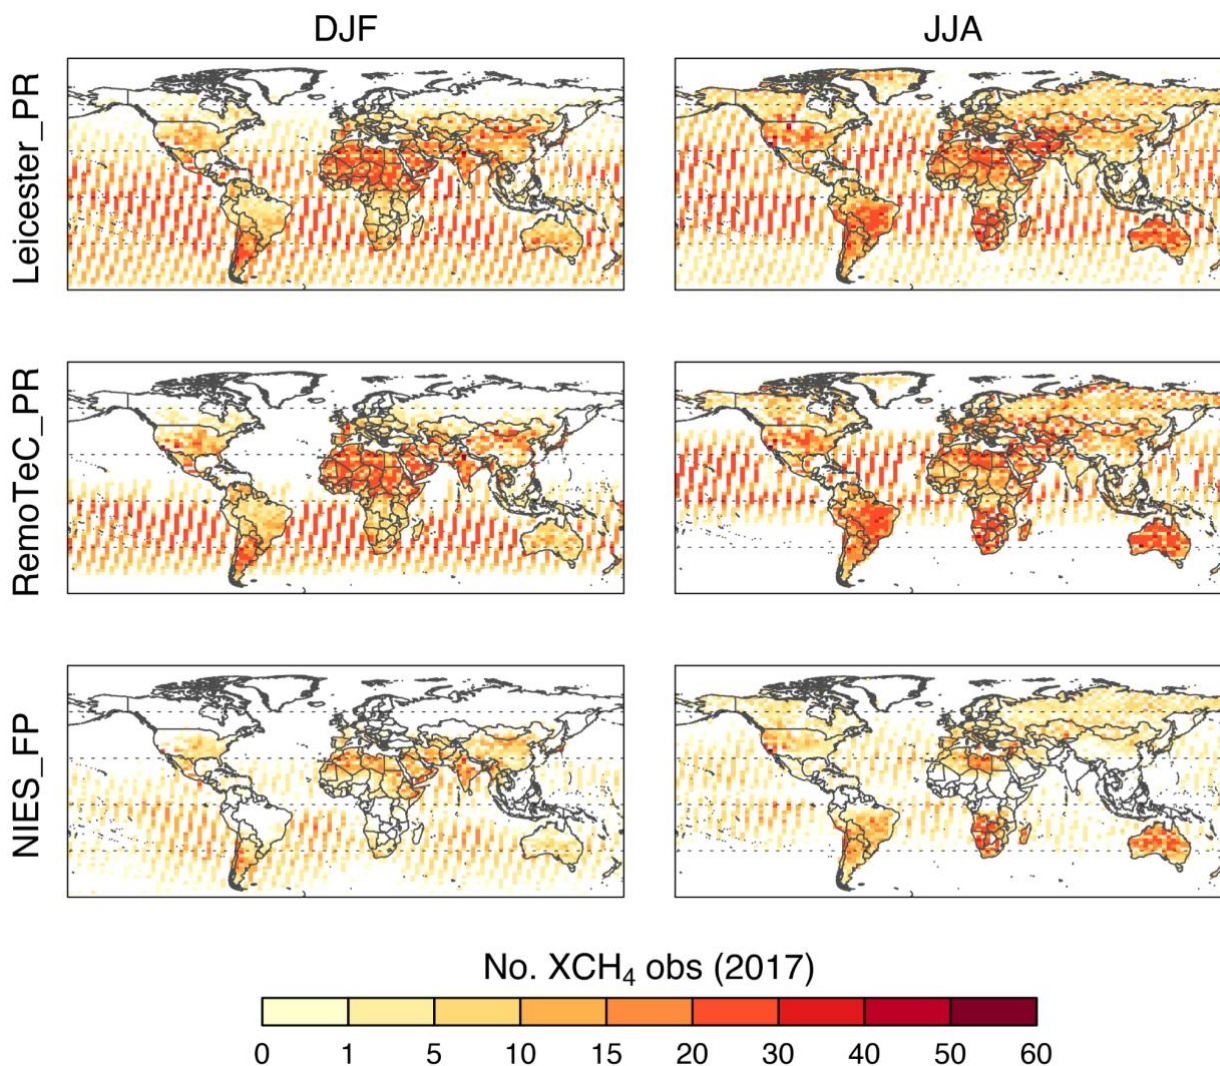 DJF
JJA
Leicester_PR
RemoTeC_PR
NIES_FP
No. XCH₄ obs (2017)
0 1 5 10 15 20 30 40 50 60